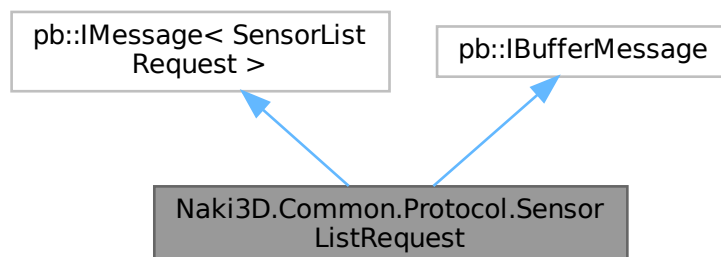 pb::IMessage< SensorList
Request >
pb::IBufferMessage
Naki3D.Common.Protocol.Sensor
ListRequest